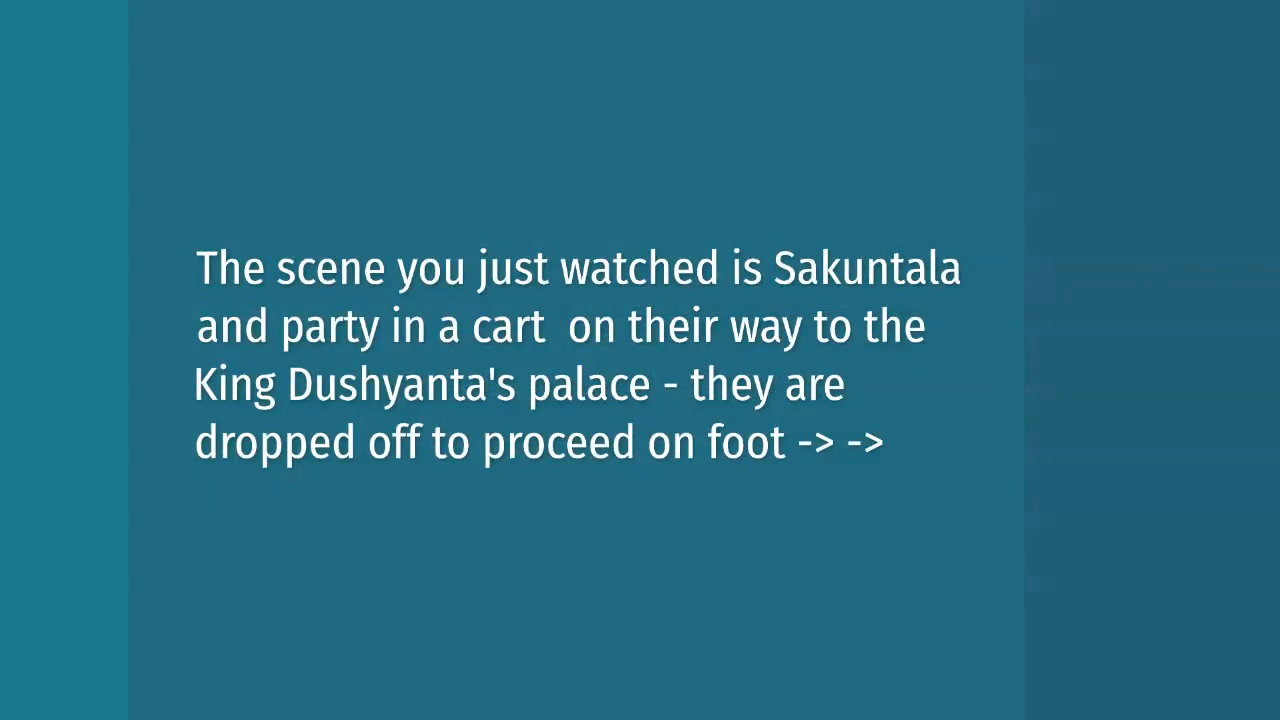 The scene you just watched is Sakuntala
and party in a cart  on their way to the
King Dushyanta's palace - they are
dropped off to proceed on foot -> ->